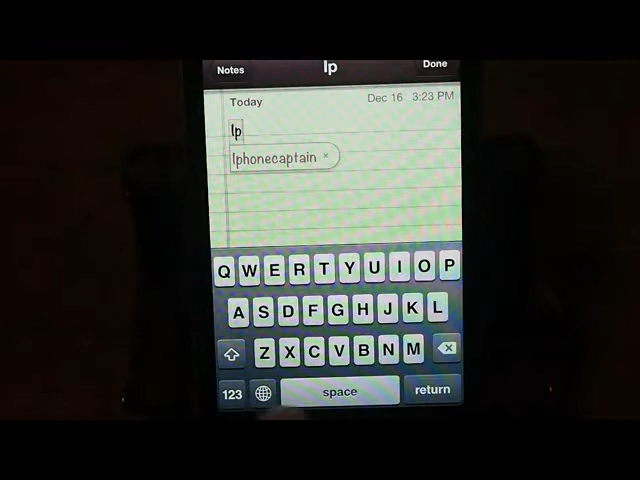 Notes Ip Done
Today Dec 16 3:23 PM
Ip
Iphonecaptain ×
Q W E R T Y U I O P
A S D F G H J K L
Z X C V B N M
123 space return